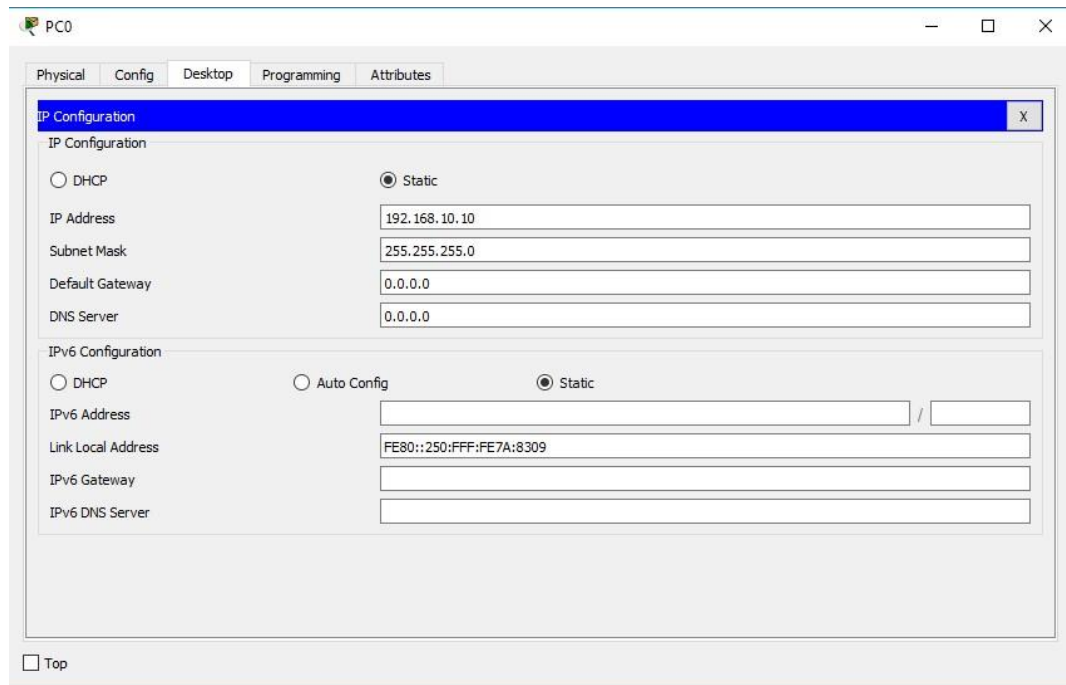 PC0
Physical Config Desktop Programming Attributes
IP Configuration X
IP Configuration
DHCP Static
IP Address 192.168.10.10
Subnet Mask 255.255.255.0
Default Gateway 0.0.0.0
DNS Server 0.0.0.0
IPv6 Configuration
DHCP Auto Config Static
IPv6 Address /
Link Local Address FE80::250:FFF:FE7A:8309
IPv6 Gateway
IPv6 DNS Server
Top